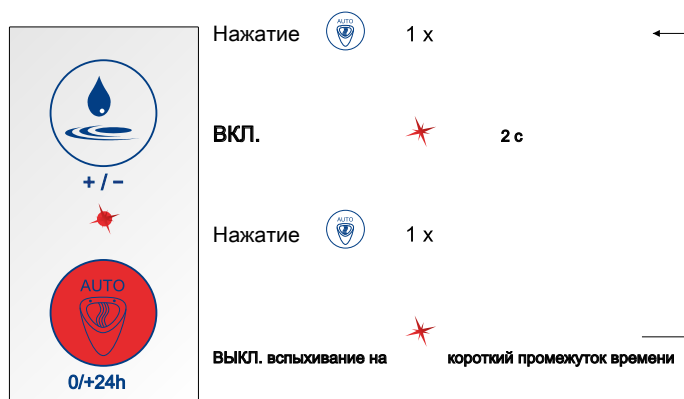 Нажатие AUTO 1 x
+ / −
ВКЛ. 2 с
Нажатие AUTO 1 x
AUTO
0/+24h
ВЫКЛ. вспыхивание на короткий промежуток времени